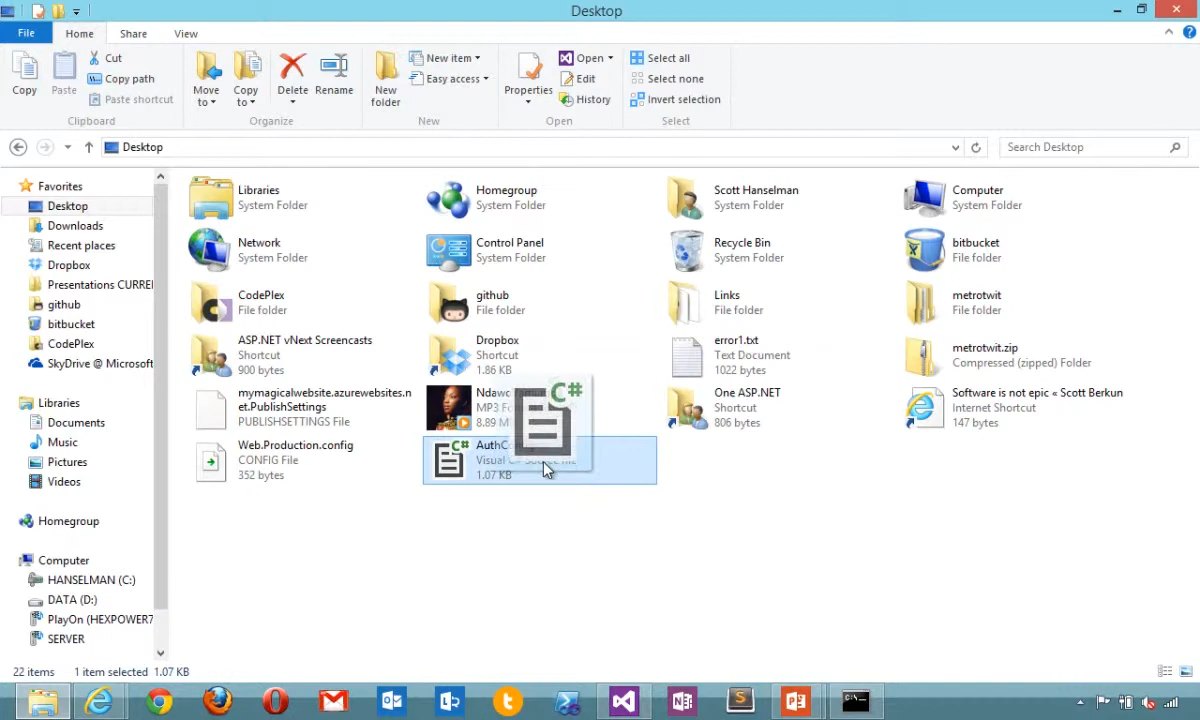 Desktop
File Home Share View
Copy
Paste
Cut
Copy path
Paste shortcut
Clipboard
Move to
Copy to
Delete
Rename
Organize
New folder
New item
Easy access
New
Properties
Open
Edit
History
Open
Select all
Select none
Invert selection
Select
Desktop
Search Desktop
Favorites
Desktop
Downloads
Recent places
Dropbox
Presentations CURRE
github
bitbucket
CodePlex
SkyDrive @ Microsoft
Libraries
Documents
Music
Pictures
Videos
Homegroup
Computer
HANSELMAN (C:)
DATA (D:)
PlayOn (HEXPOWER7
SERVER
Libraries
System Folder
Homegroup
System Folder
Scott Hanselman
System Folder
Computer
System Folder
Network
System Folder
Control Panel
System Folder
Recycle Bin
System Folder
bitbucket
File folder
CodePlex
File folder
github
File folder
Links
File folder
metrotwit
File folder
ASP.NET vNext Screencasts
Shortcut
900 bytes
Dropbox
Shortcut
1.86 KB
error1.txt
Text Document
1022 bytes
metrotwit.zip
Compressed (zipped) Folder
mymagicalwebsite.azurewebsites.n
et.PublishSettings
PUBLISHSETTINGS File
MP3
One ASP.NET
Shortcut
806 bytes
Software is not epic « Scott Berkun
Internet Shortcut
147 bytes
Web.Production.config
CONFIG File
352 bytes
C#
Visual
1.07 KB
C#
22 items 1 item selected 1.07 KB